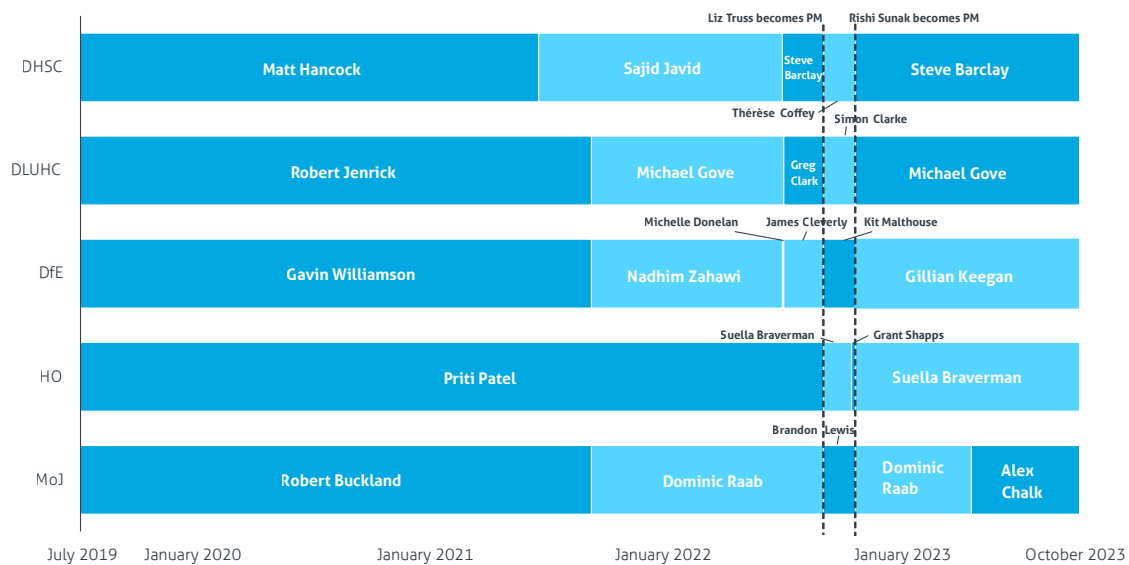 Liz Truss becomes PM
Rishi Sunak becomes PM
DHSC
Matt Hancock
Sajid Javid
Steve
Barclay
Steve Barclay
Thérèse Coffey
Simon Clarke
DLUHC
Robert Jenrick
Michael Gove
Greg
Clark
Michael Gove
Michelle Donelan
James Cleverly
Kit Malthouse
DfE
Gavin Williamson
Nadhim Zahawi
Gillian Keegan
Suella Braverman
Grant Shapps
HO
Priti Patel
Suella Braverman
Brandon Lewis
MoJ
Robert Buckland
Dominic Raab
Dominic
Raab
Alex
Chalk
July 2019
January 2020
January 2021
January 2022
January 2023
October 2023